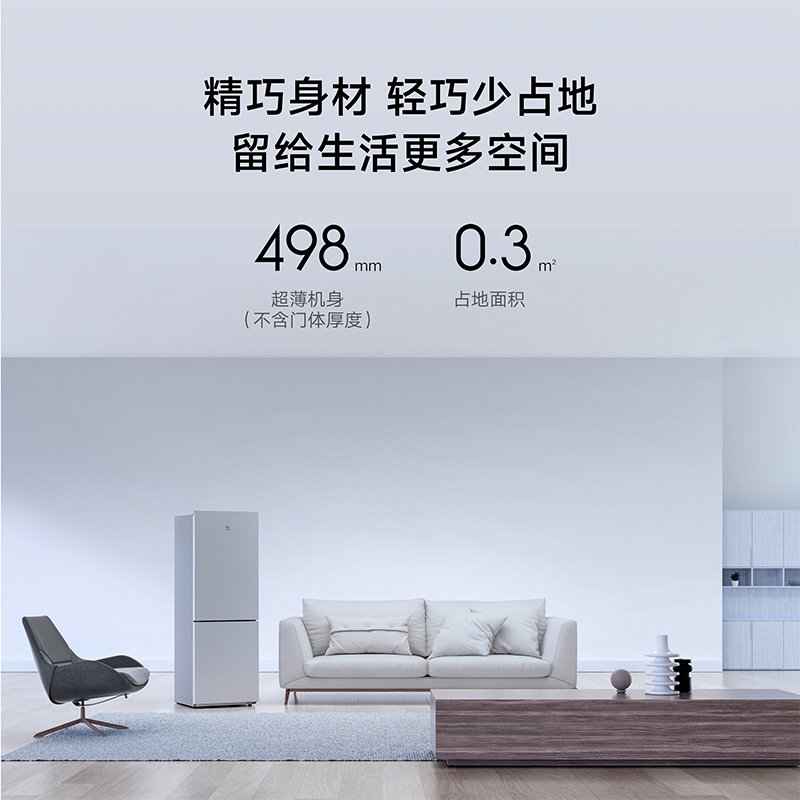 精巧身材 轻巧少占地
留给生活更多空间
498mm 0.3m²
超薄机身 占地面积
（不含门体厚度）